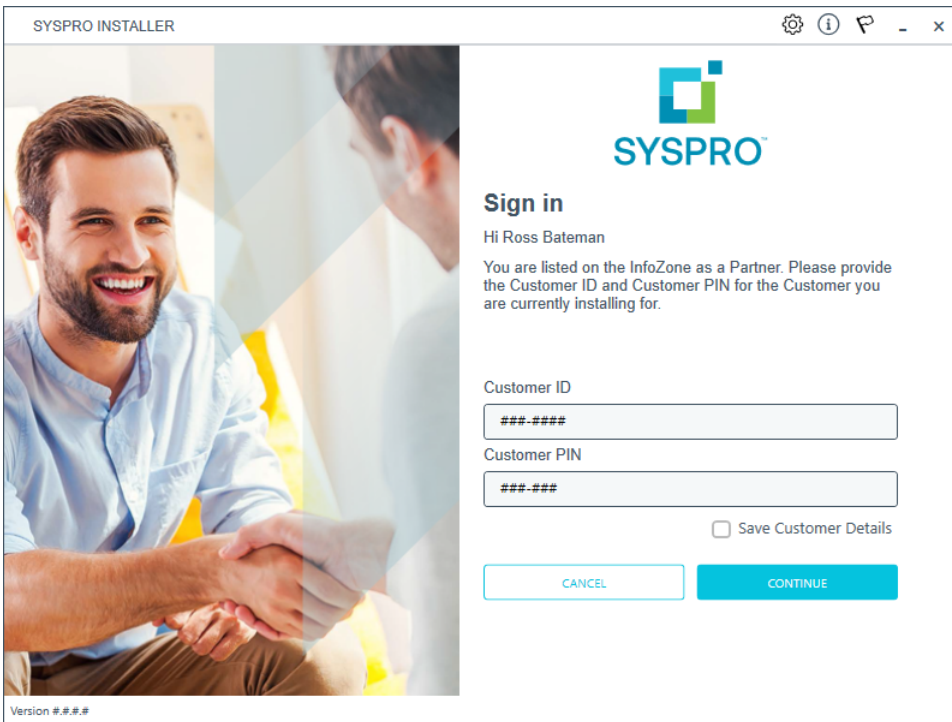 SYSPRO INSTALLER
SYSPRO™
Sign in
Hi Ross Bateman
You are listed on the InfoZone as a Partner. Please provide
the Customer ID and Customer PIN for the Customer you
are currently installing for.
Customer ID
###-####
Customer PIN
###-###
Save Customer Details
CANCEL
CONTINUE
Version #.#.#.#